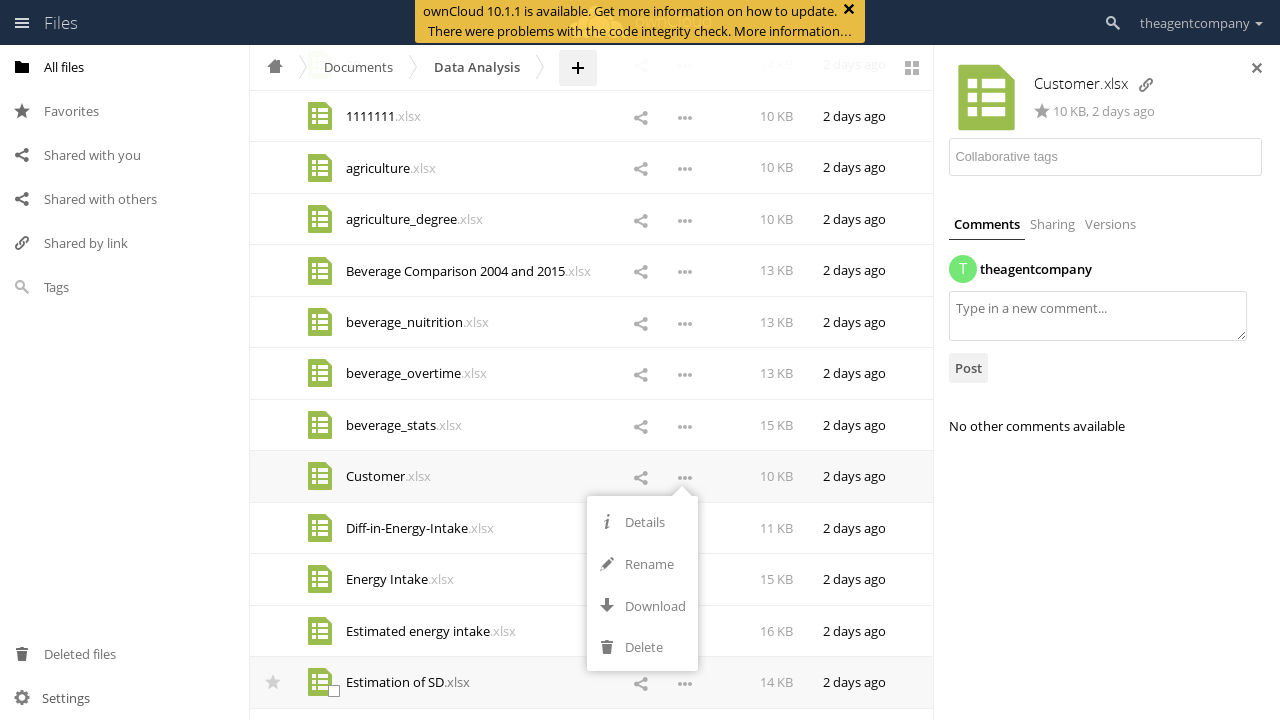 Files
ownCloud 10.1.1 is available. Get more information on how to update.
There were problems with the code integrity check. More information…
theagentcompany
All files
Favorites
Shared with you
Shared with others
Shared by link
Tags
Deleted files
Settings
Documents
Data Analysis
+
2 days ago
1111111.xlsx 10 KB 2 days ago
agriculture.xlsx 10 KB 2 days ago
agriculture_degree.xlsx 10 KB 2 days ago
Beverage Comparison 2004 and 2015.xlsx 13 KB 2 days ago
beverage_nuitrition.xlsx 13 KB 2 days ago
beverage_overtime.xlsx 13 KB 2 days ago
beverage_stats.xlsx 15 KB 2 days ago
Customer.xlsx 10 KB 2 days ago
Diff-in-Energy-Intake.xlsx 11 KB 2 days ago
Energy Intake.xlsx 15 KB 2 days ago
Estimated energy intake.xlsx 16 KB 2 days ago
Estimation of SD.xlsx 14 KB 2 days ago
Details
Rename
Download
Delete
Customer.xlsx
10 KB, 2 days ago
Collaborative tags
Comments Sharing Versions
T theagentcompany
Type in a new comment...
Post
No other comments available